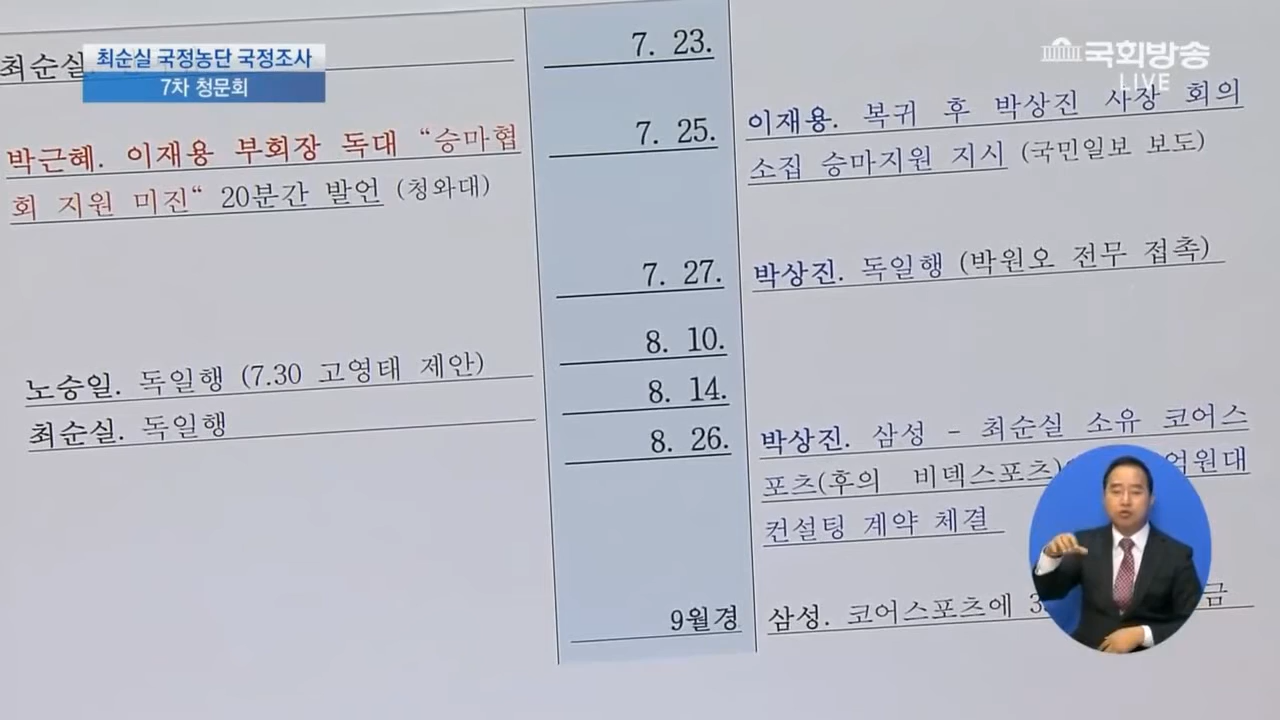 최순실 국정농단 국정조사
7차 청문회
국회방송
LIVE
최순실.
7. 23.
박근혜. 이재용 부회장 독대 “승마협
회 지원 미진“ 20분간 발언 (청와대)
7. 25.
이재용. 복귀 후 박상진 사장 회의
소집 승마지원 지시 (국민일보 보도)
7. 27.
박상진. 독일행 (박원오 전무 접촉)
8. 10.
노승일. 독일행 (7.30 고영태 제안)
8. 14.
최순실. 독일행
8. 26.
박상진. 삼성 - 최순실 소유 코어스
포츠(후의 비덱스포츠) 억원대
컨설팅 계약 체결
9월경
삼성. 코어스포츠에 3 금